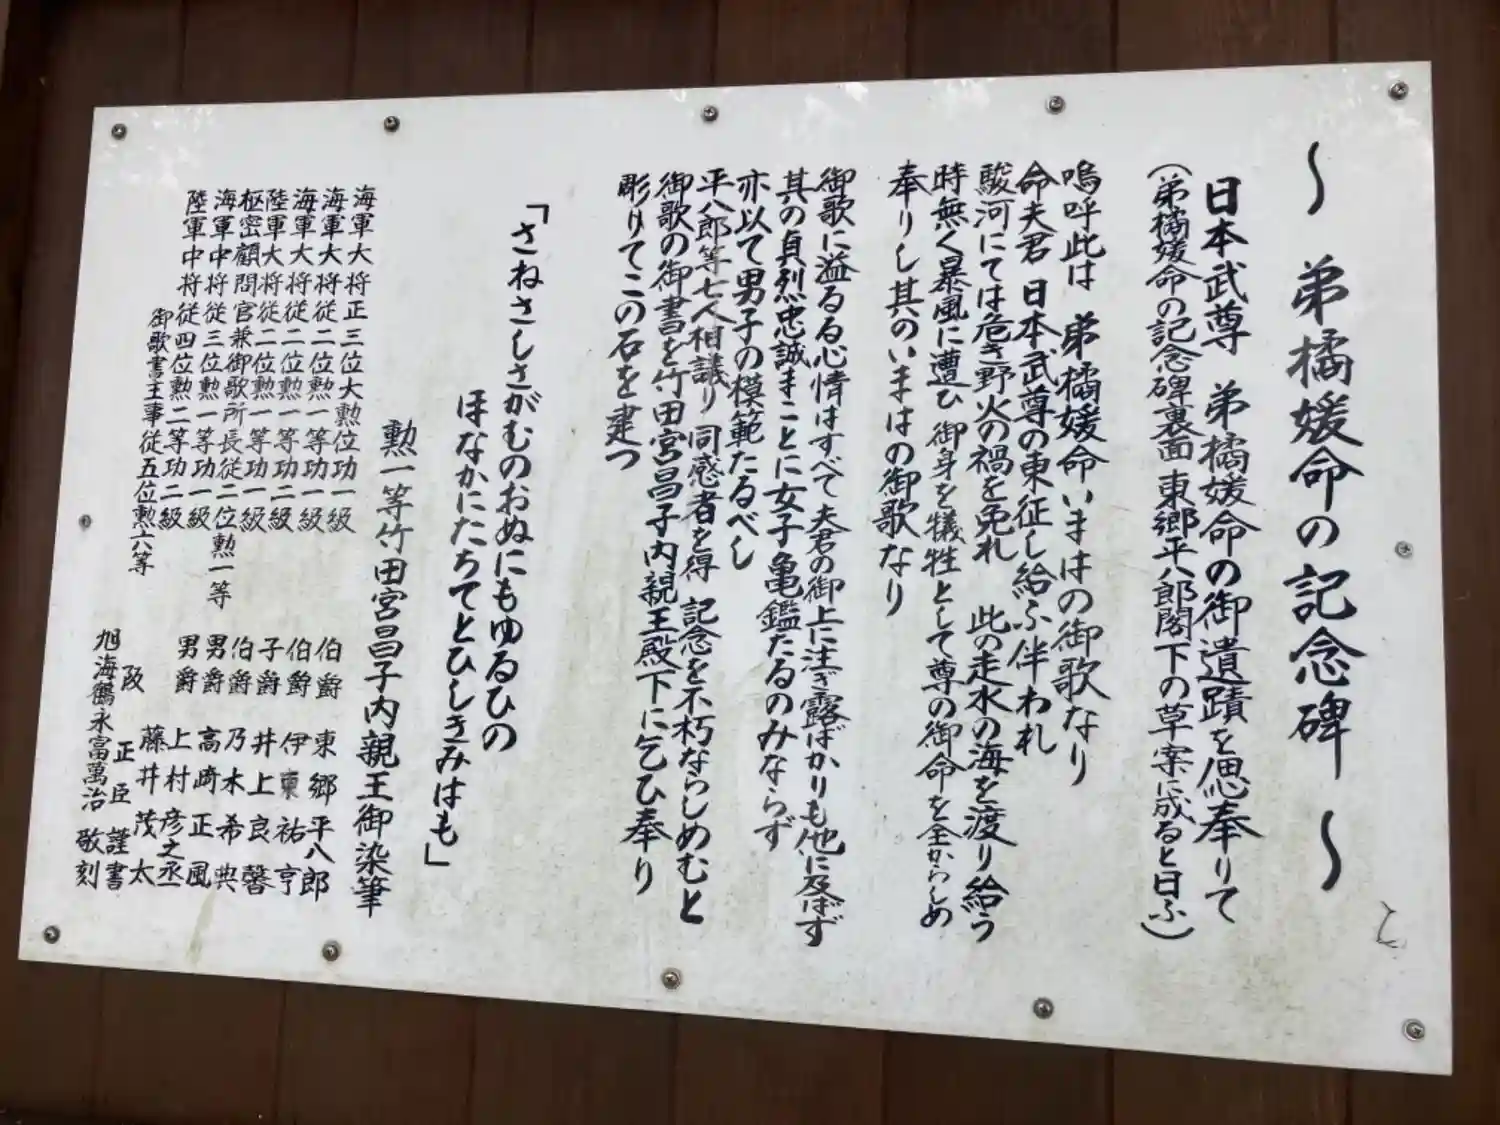 ～ 弟橘媛命の記念碑 ～
日本武尊 弟橘媛命の御遺蹟を偲奉りて
(弟橘媛命の記念碑裏面 東郷平八郎閣下の草案に成ると曰ふ)
嗚呼此は 弟橘媛命いまはの御歌なり
命夫君 日本武尊の東征し給ふ伴われ
駿河にては危き野火の禍を免れ 此の走水の海を渡り給う
時無く暴風に遭ひ 御身を犠牲として尊の御命を全からしめ
奉りし其のいまはの御歌なり
御歌に溢るる心情はすべて夫君の御上に注ぎ露ばかりも他に及ばず
其の貞烈忠誠まことに女子亀鑑たるのみならず
亦以て男子の模範たるべし
平八郎等七人相議り 同感者を得 記念を不朽ならしめむと
御歌の御書を竹田宮昌子内親王殿下に乞ひ奉り
彫りてこの石を建つ
「さねさしさがむのおぬにもゆるひの
ほなかにたちてとひしきみはも」
勲一等竹田宮昌子内親王御染筆
海軍大将正三位大勲位功一級 伯爵 東郷平八郎
海軍大将従二位勲一等功一級 伯爵 伊東祐亨
海軍大将従二位勲一等功二級 子爵 井上良馨
陸軍大将従二位勲一等功一級 伯爵 乃木希典
枢密顧問官兼御歌所長従二位勲一等 男爵 高崎正風
海軍中将従三位勲一等功一級 男爵 上村彦之丞
陸軍中将従四位勲二等功二級 藤井茂太
御歌書主事従五位勲六等 阪正臣 謹書
旭海鶴永富萬治 敬刻